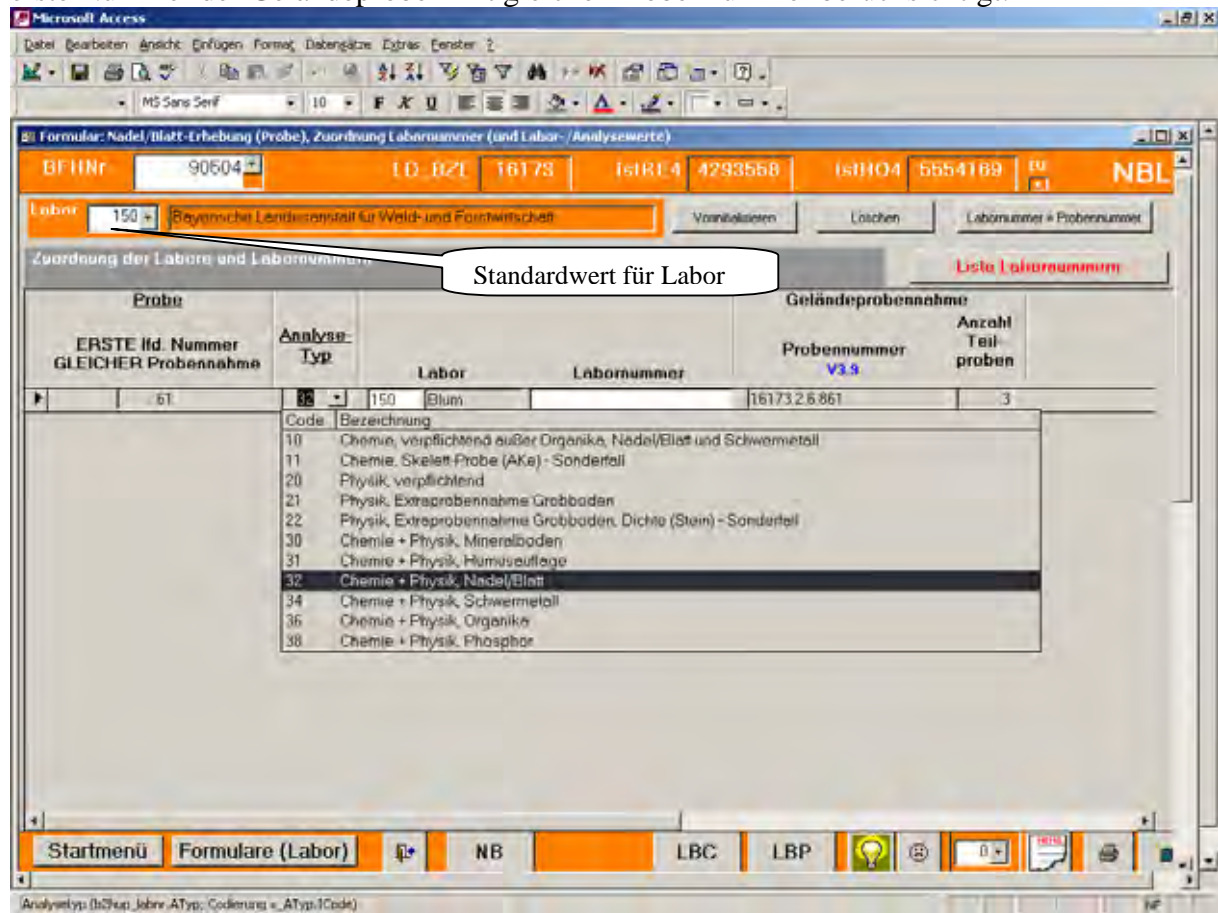 Microsoft Access
Datei Bearbeiten Ansicht Einfügen Format Datensätze Extras Fenster ?
MS Sans Serif 10 F K U
Formular: Nadel/Blatt-Erhebung (Probe), Zuordnung Labornummer (und Labor-/Analysewerte)
BFHNr 90504 LD_BZE 16173 IstRE4 4293558 IstHO4 5554169 NBL
Labor 150 Bayerische Landesanstalt für Wald- und Forstwirtschaft Vorinitialisieren Löschen Labornummer = Probennummer
Zuordnung der Labore und Labornummern
Standardwert für Labor
Liste Labornummern
Probe
ERSTE lfd. Nummer
GLEICHER Probennahme
Analyse-
Typ
Labor
Labornummer
Geländeprobennahme
Probennummer
V3.9
Anzahl
Teil-
proben
61 32 150 Blum 16173.2.6.861 3
Code Bezeichnung
10 Chemie, verpflichtend außer Organika, Nadel/Blatt und Schwermetall
11 Chemie, Skelett-Probe (AKe) - Sonderfall
20 Physik, verpflichtend
21 Physik, Extraprobennahme Grobboden
22 Physik, Extraprobennahme Grobboden, Dichte (Stein) - Sonderfall
30 Chemie + Physik, Mineralboden
31 Chemie + Physik, Humusauflage
32 Chemie + Physik, Nadel/Blatt
34 Chemie + Physik, Schwermetall
36 Chemie + Physik, Organika
38 Chemie + Physik, Phosphor
Startmenü Formulare (Labor) NB LBC LBP 0
NF